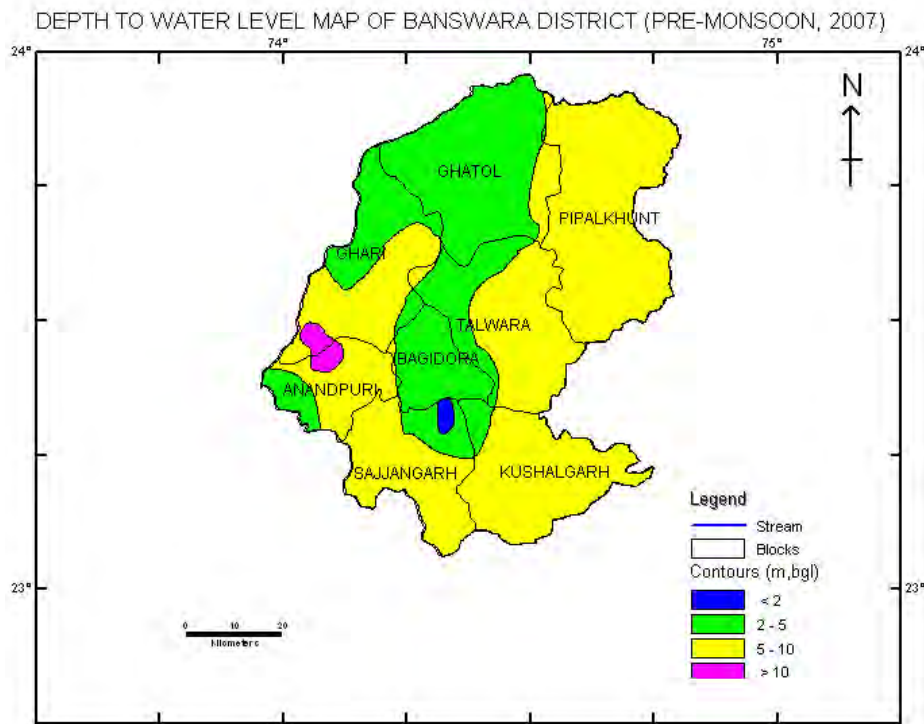 DEPTH TO WATER LEVEL MAP OF BANSWARA DISTRICT (PRE-MONSOON, 2007)
24° 74° 75° 24°
N
GHATOL
PIPALKHUNT
GHARI
TALWARA
BAGIDORA
ANANDPURI
SAJJANGARH KUSHALGARH
Legend
Stream
Blocks
Contours (m,bgl)
< 2
2 - 5
5 - 10
> 10
23° 23°
0 10 20
Kilometers